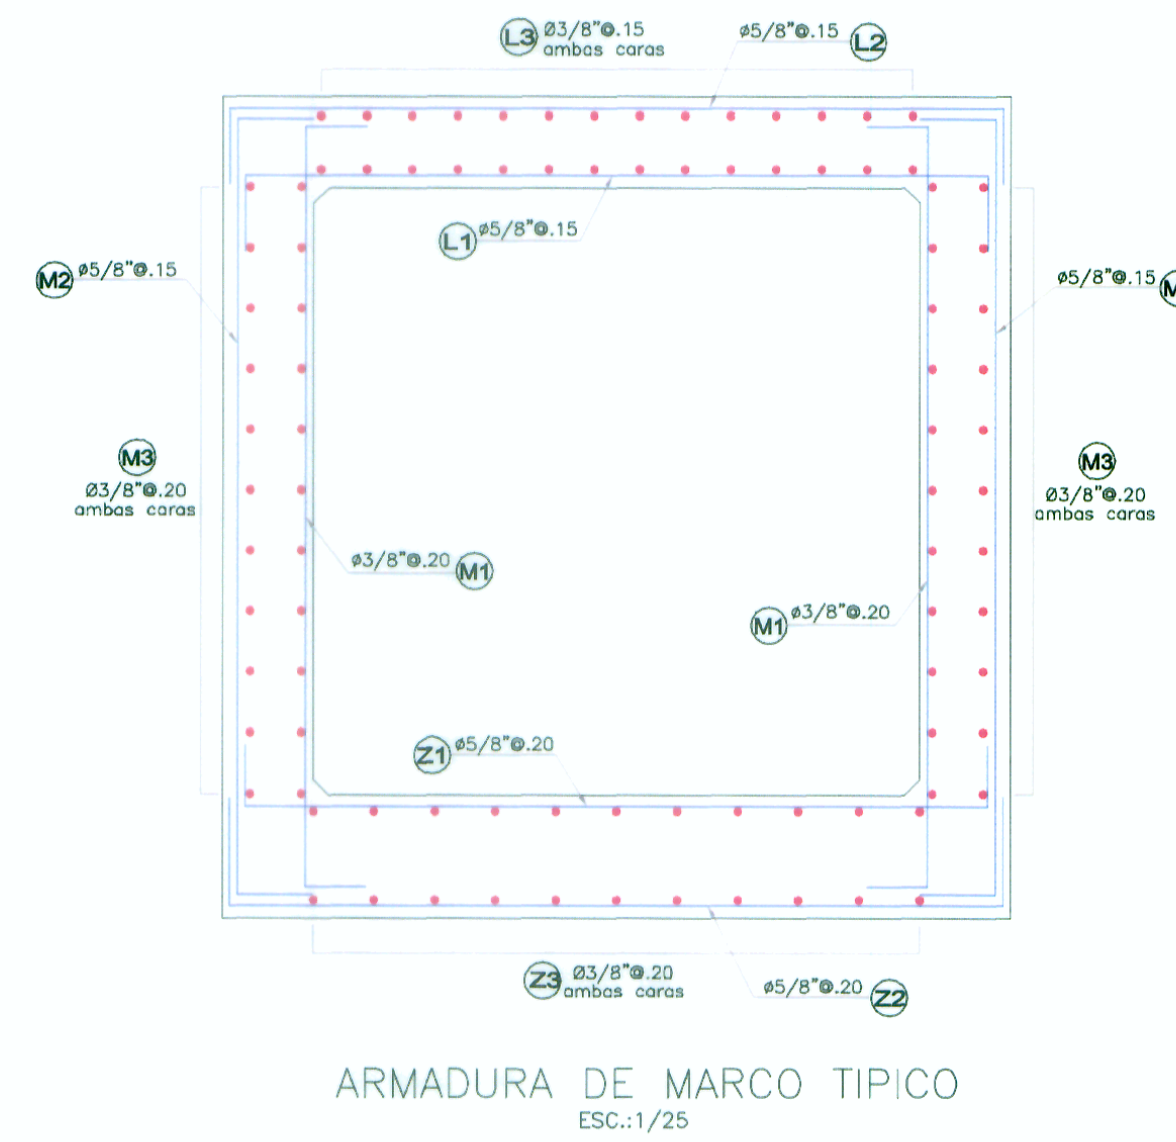 L3 Ø3/8"@.15
ambas caras
ø5/8"@.15 L2
L1 ø5/8"@.15
M2 ø5/8"@.15
ø5/8"@.15
M3
Ø3/8"@.20
ambas caras
M3
Ø3/8"@.20
ambas caras
ø3/8"@.20 M1
M1 ø3/8"@.20
Z1 ø5/8"@.20
Z3 Ø3/8"@.20
ambas caras
ø5/8"@.20 Z2
ARMADURA DE MARCO TIPICO
ESC.:1/25